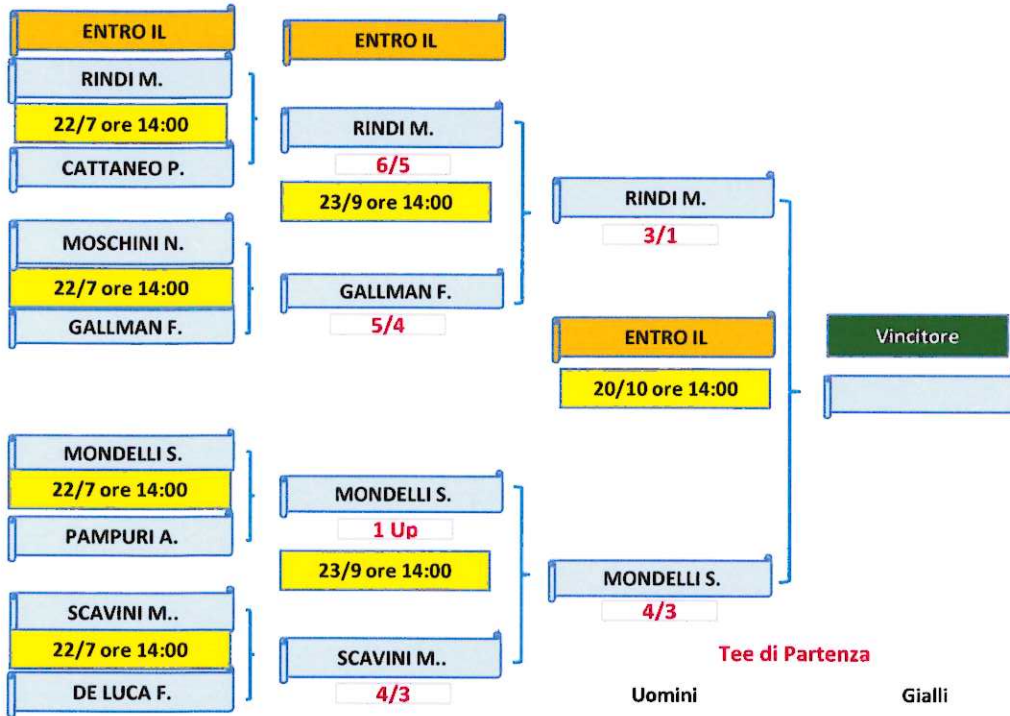 ENTRO IL
RINDI M.
22/7 ore 14:00
CATTANEO P.
MOSCHINI N.
22/7 ore 14:00
GALLMAN F.
MONDELLI S.
22/7 ore 14:00
PAMPURI A.
SCAVINI M..
22/7 ore 14:00
DE LUCA F.
ENTRO IL
RINDI M.
6/5
23/9 ore 14:00
GALLMAN F.
5/4
MONDELLI S.
1 Up
23/9 ore 14:00
SCAVINI M..
4/3
RINDI M.
3/1
ENTRO IL
20/10 ore 14:00
MONDELLI S.
4/3
Vincitore
Tee di Partenza
Uomini Gialli